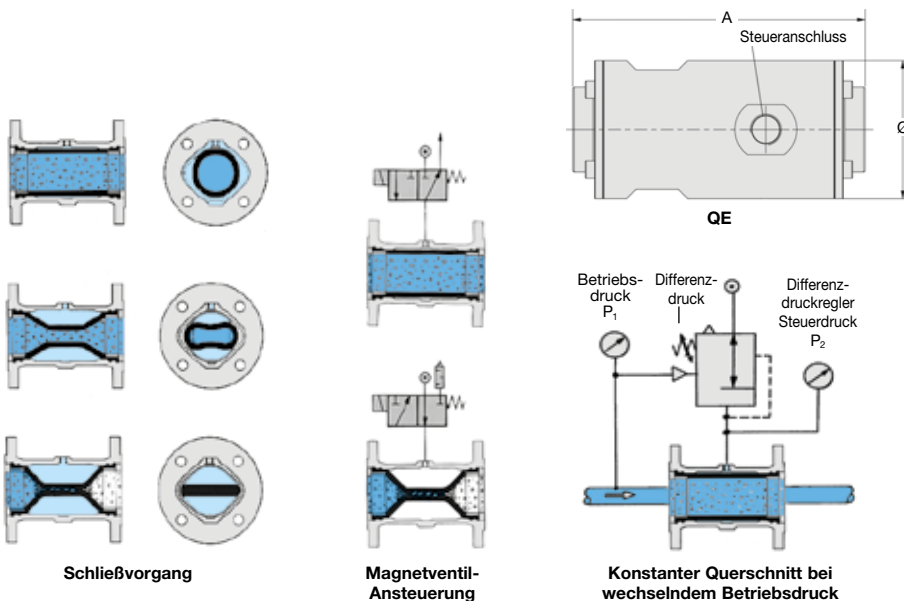 A
Steueranschluss
Ø
QE
Betriebs-
druck
P₁
Differenz-
druck
Differenz-
druckregler
Steuerdruck
P₂
Schließvorgang
Magnetventil-
Ansteuerung
Konstanter Querschnitt bei
wechselndem Betriebsdruck